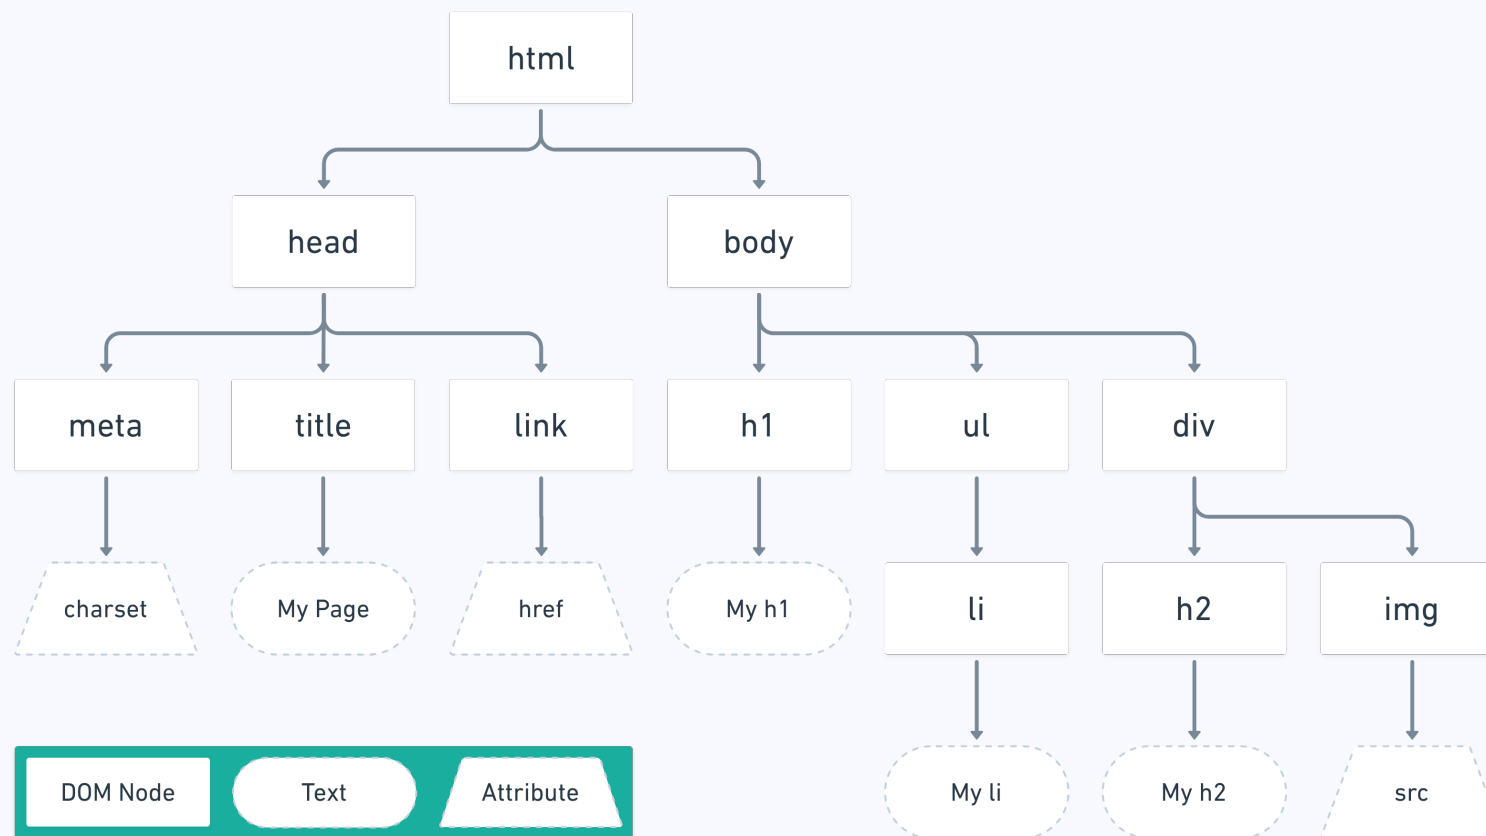 html
head
body
meta
title
link
h1
ul
div
charset
My Page
href
My h1
li
h2
img
My li
My h2
src
DOM Node
Text
Attribute